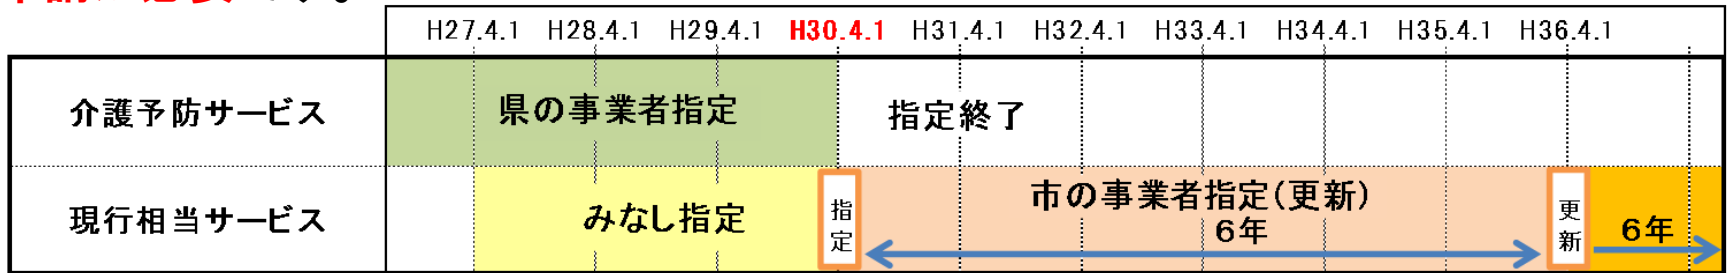 H27.4.1 H28.4.1 H29.4.1 H30.4.1 H31.4.1 H32.4.1 H33.4.1 H34.4.1 H35.4.1 H36.4.1
介護予防サービス 県の事業者指定 指定終了
現行相当サービス みなし指定 指定 市の事業者指定(更新) 更新
6年 6年